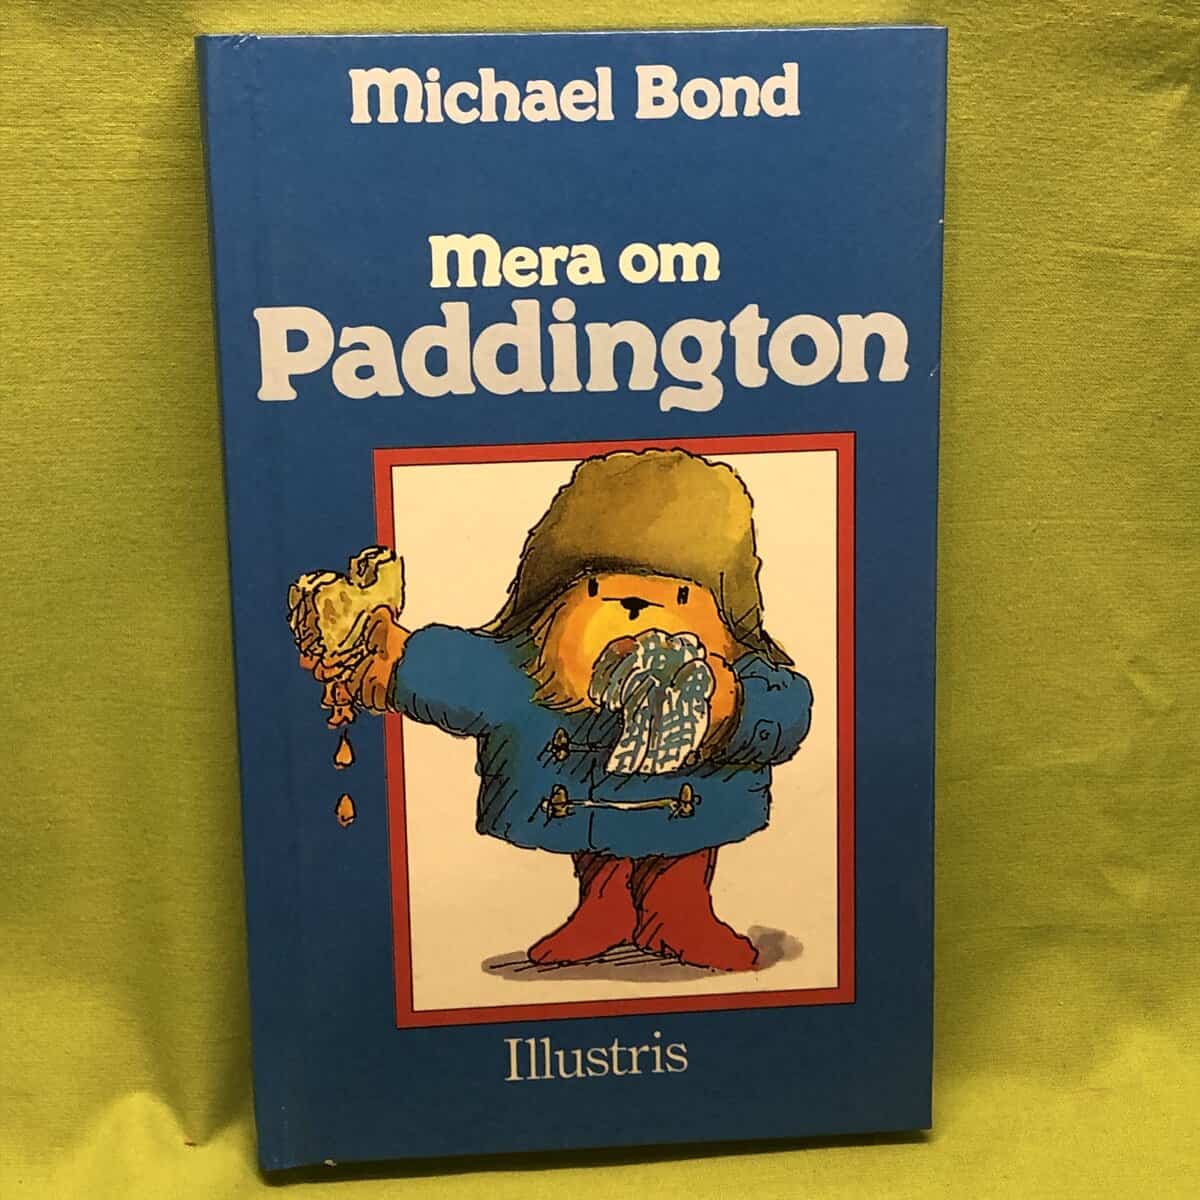 Michael Bond
Mera om
Paddington
Illustris